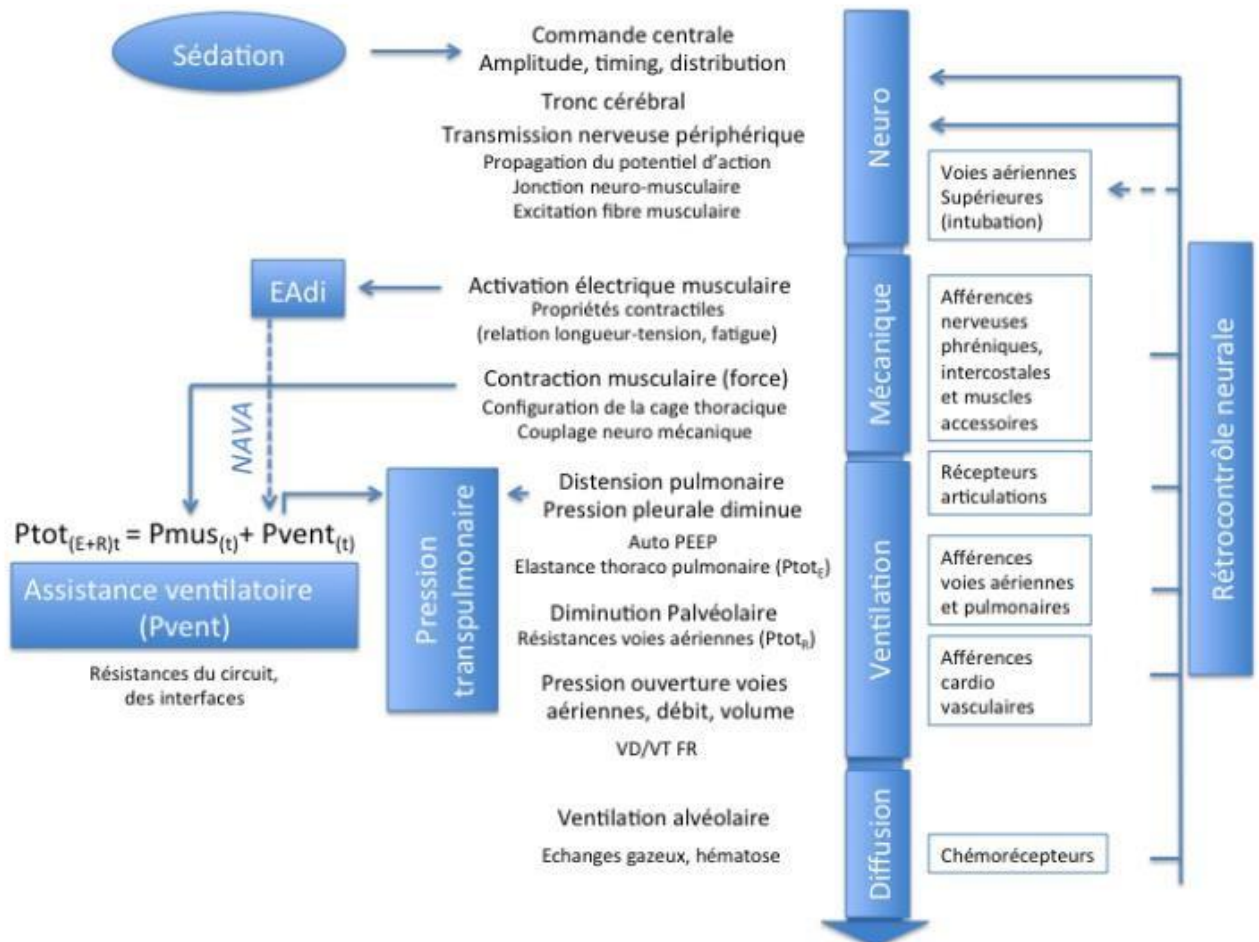 Sédation
Commande centrale
Amplitude, timing, distribution
Tronc cérébral
Transmission nerveuse périphérique
Propagation du potentiel d'action
Jonction neuro-musculaire
Excitation fibre musculaire
EAdi
Activation électrique musculaire
Propriétés contractiles
(relation longueur-tension, fatigue)
Contraction musculaire (force)
Configuration de la cage thoracique
Couplage neuro mécanique
NAVA
Ptot(E+R)t = Pmus(t)+ Pvent(t)
Assistance ventilatoire
(Pvent)
Résistances du circuit,
des interfaces
Pression
transpulmonaire
Distension pulmonaire
Pression pleurale diminue
Auto PEEP
Elastance thoraco pulmonaire (PtotE)
Diminution Palvéolaire
Résistances voies aériennes (PtotR)
Pression ouverture voies
aériennes, débit, volume
VD/VT FR
Ventilation alvéolaire
Echanges gazeux, hématose
Neuro
Mécanique
Ventilation
Diffusion
Voies aériennes
Supérieures
(intubation)
Afférences
nerveuses
phréniques,
intercostales
et muscles
accessoires
Récepteurs
articulations
Afférences
voies aériennes
et pulmonaires
Afférences
cardio
vasculaires
Chémorécepteurs
Rétrocontrôle neurale